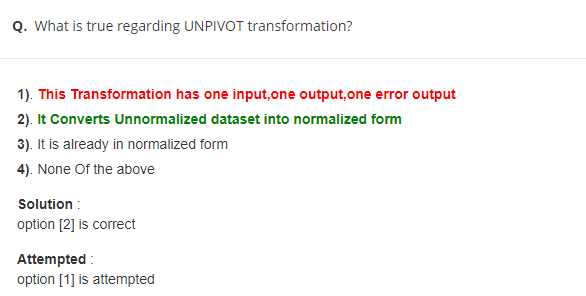 Q. What is true regarding UNPIVOT transformation?
1). This Transformation has one input,one output,one error output
2). It Converts Unnormalized dataset into normalized form
3). It is already in normalized form
4). None Of the above
Solution :
option [2] is correct
Attempted :
option [1] is attempted